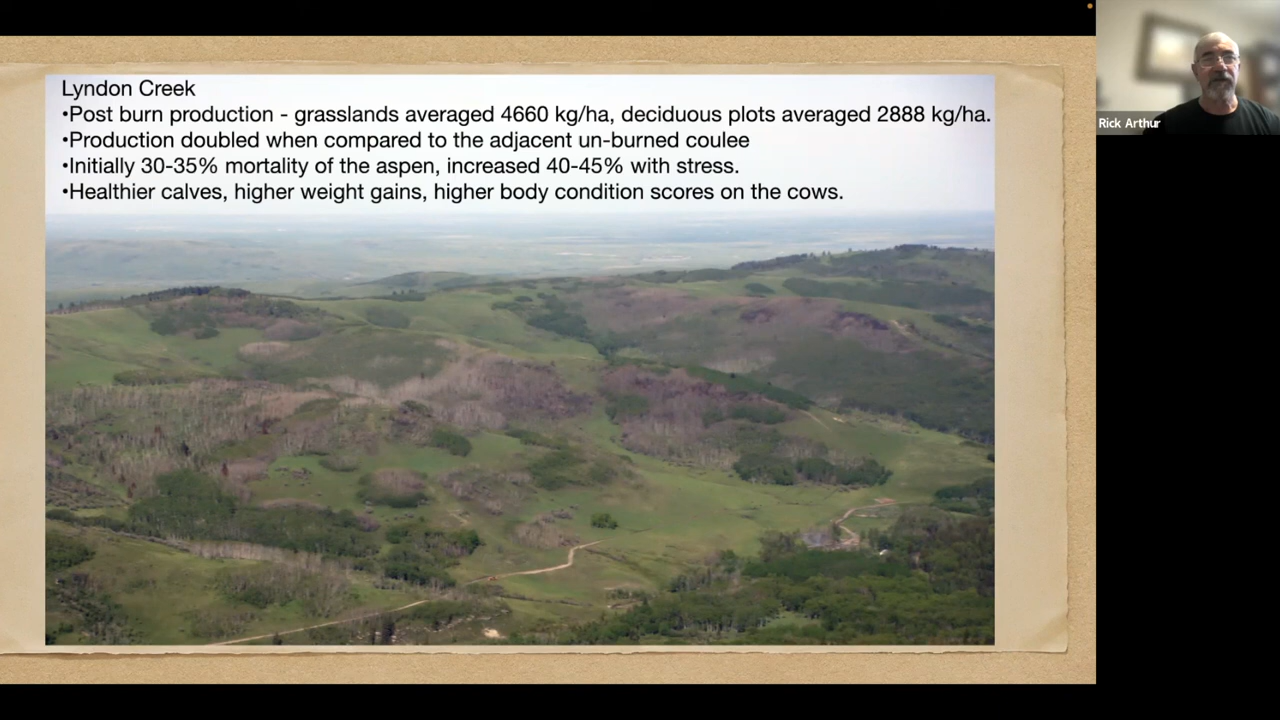 Lyndon Creek
•Post burn production - grasslands averaged 4660 kg/ha, deciduous plots averaged 2888 kg/ha.
•Production doubled when compared to the adjacent un-burned coulee
•Initially 30-35% mortality of the aspen, increased 40-45% with stress.
•Healthier calves, higher weight gains, higher body condition scores on the cows.
Rick Arthur